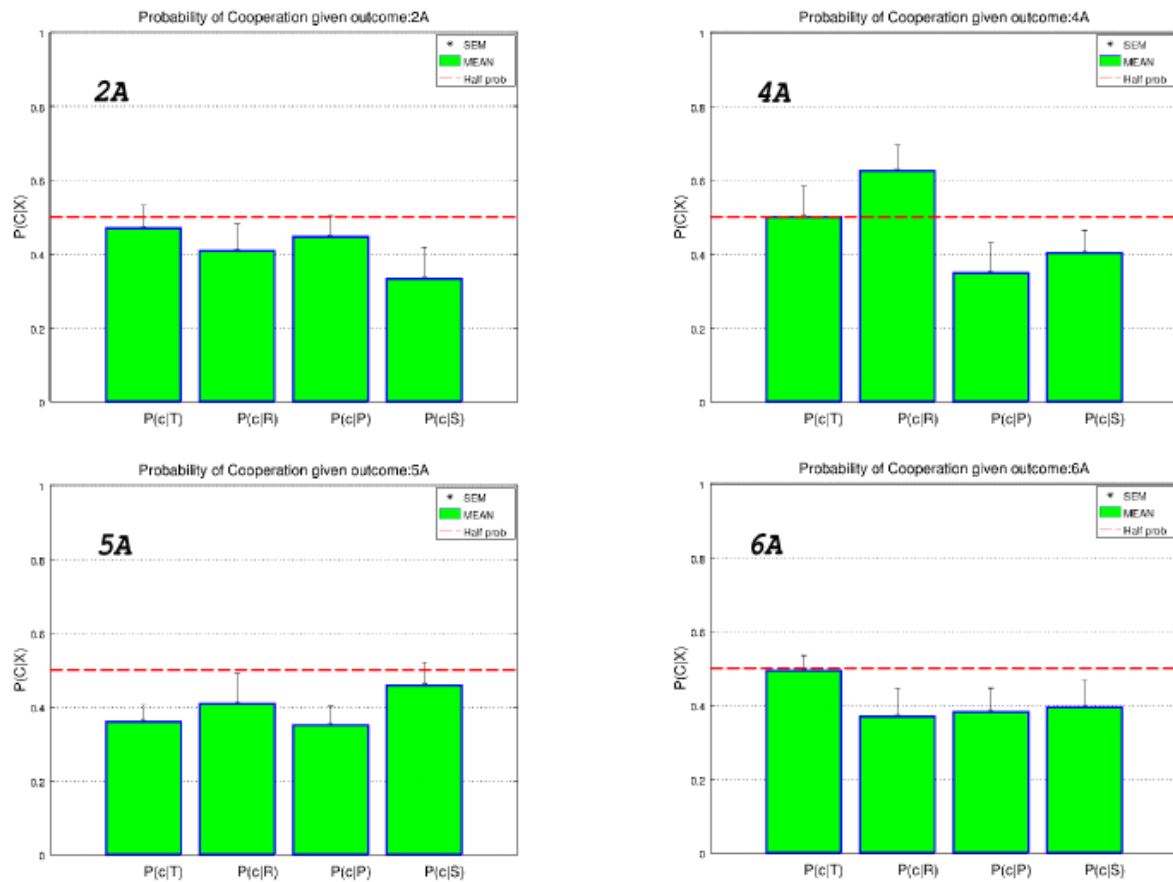 Probability of Cooperation given outcome:2A
1
0.8
0.6
0.4
0.2
0
P(C|X)
2A
SEM
MEAN
Half prob
P(c|T)
P(c|R)
P(c|P)
P(c|S)
Probability of Cooperation given outcome:4A
1
0.8
0.6
0.4
0.2
0
P(C|X)
4A
SEM
MEAN
Half prob
P(c|T)
P(c|R)
P(c|P)
P(c|S)
Probability of Cooperation given outcome:5A
1
0.8
0.6
0.4
0.2
0
P(C|X)
5A
SEM
MEAN
Half prob
P(c|T)
P(c|R)
P(c|P)
P(c|S)
Probability of Cooperation given outcome:6A
1
0.8
0.6
0.4
0.2
0
P(C|X)
6A
SEM
MEAN
Half prob
P(c|T)
P(c|R)
P(c|P)
P(c|S)